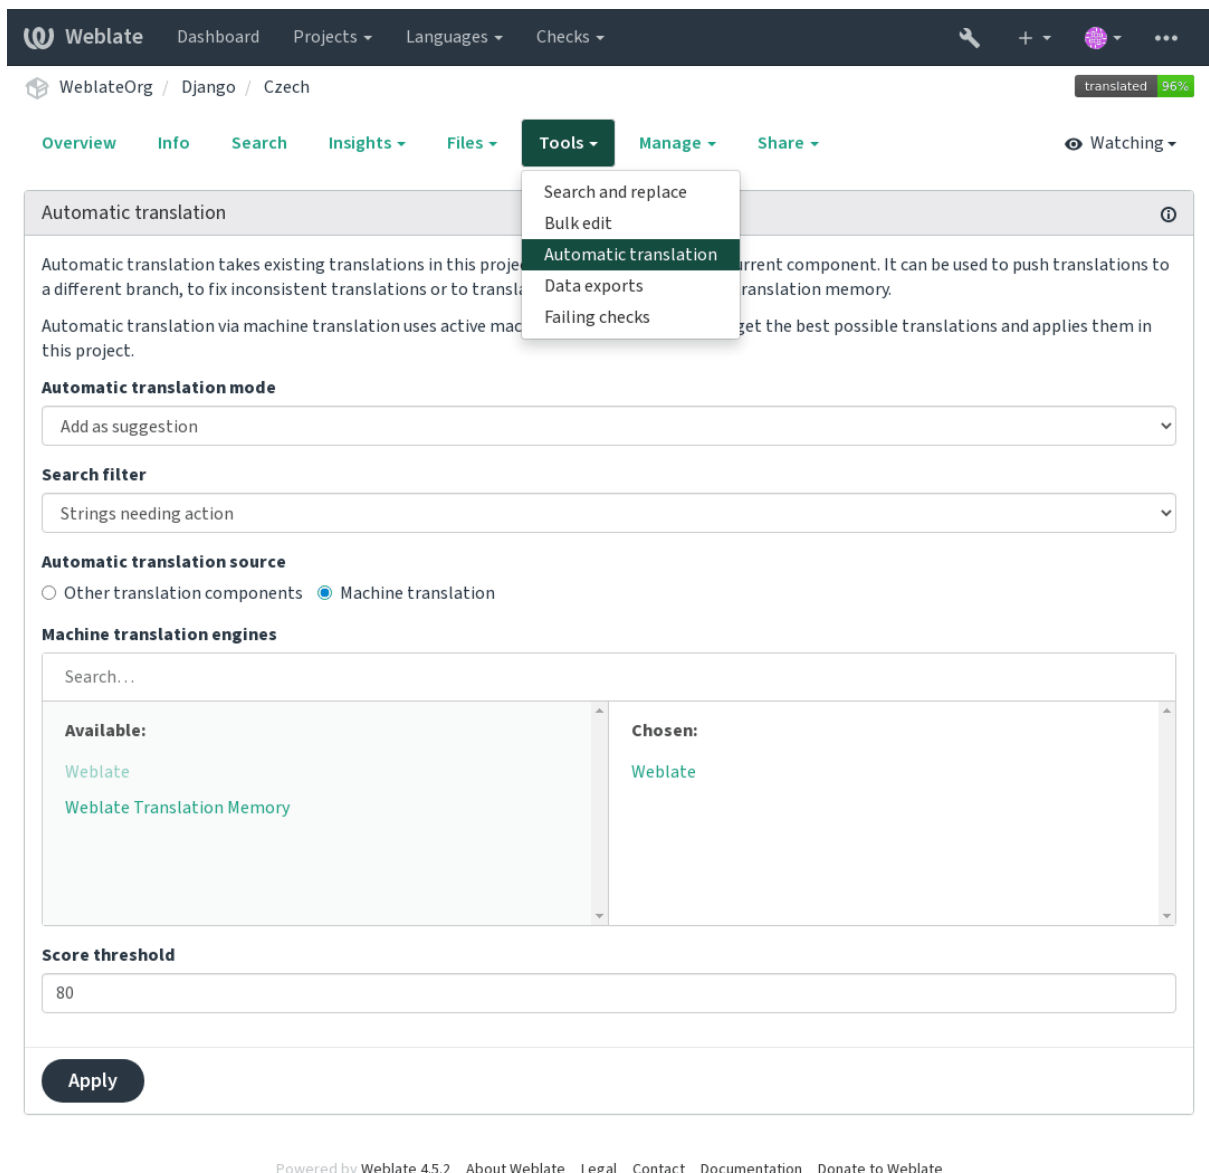 Weblate Dashboard Projects Languages Checks
WeblateOrg / Django / Czech translated 96%
Overview Info Search Insights Files Tools Manage Share Watching
Search and replace
Bulk edit
Automatic translation
Data exports
Failing checks
Automatic translation
Automatic translation takes existing translations in this proje urrent component. It can be used to push translations to
a different branch, to fix inconsistent translations or to transl ranslation memory.
Automatic translation via machine translation uses active mac get the best possible translations and applies them in
this project.
Automatic translation mode
Add as suggestion
Search filter
Strings needing action
Automatic translation source
Other translation components Machine translation
Machine translation engines
Search...
Available: Chosen:
Weblate Weblate
Weblate Translation Memory
Score threshold
80
Apply
Powered by Weblate 4.5.2 About Weblate Legal Contact Documentation Donate to Weblate